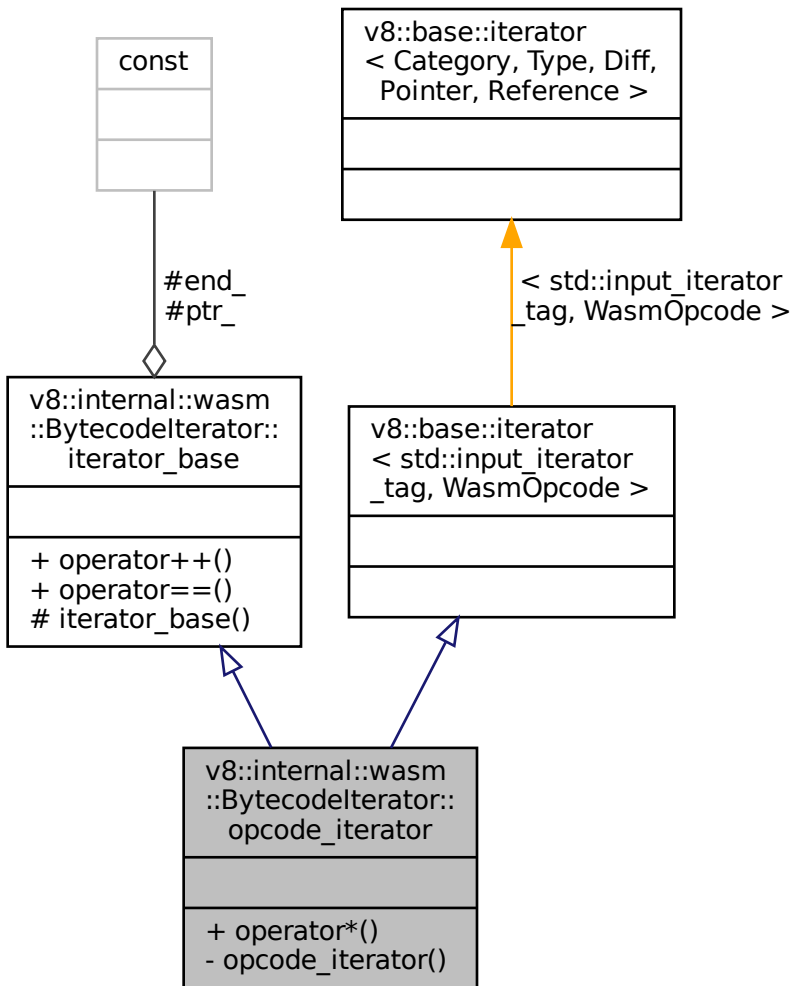 const
v8::base::iterator
< Category, Type, Diff,
Pointer, Reference >
#end_
#ptr_
< std::input_iterator
_tag, WasmOpcode >
v8::internal::wasm
::BytecodeIterator::
iterator_base
+ operator++()
+ operator==()
# iterator_base()
v8::base::iterator
< std::input_iterator
_tag, WasmOpcode >
v8::internal::wasm
::BytecodeIterator::
opcode_iterator
+ operator*()
- opcode_iterator()